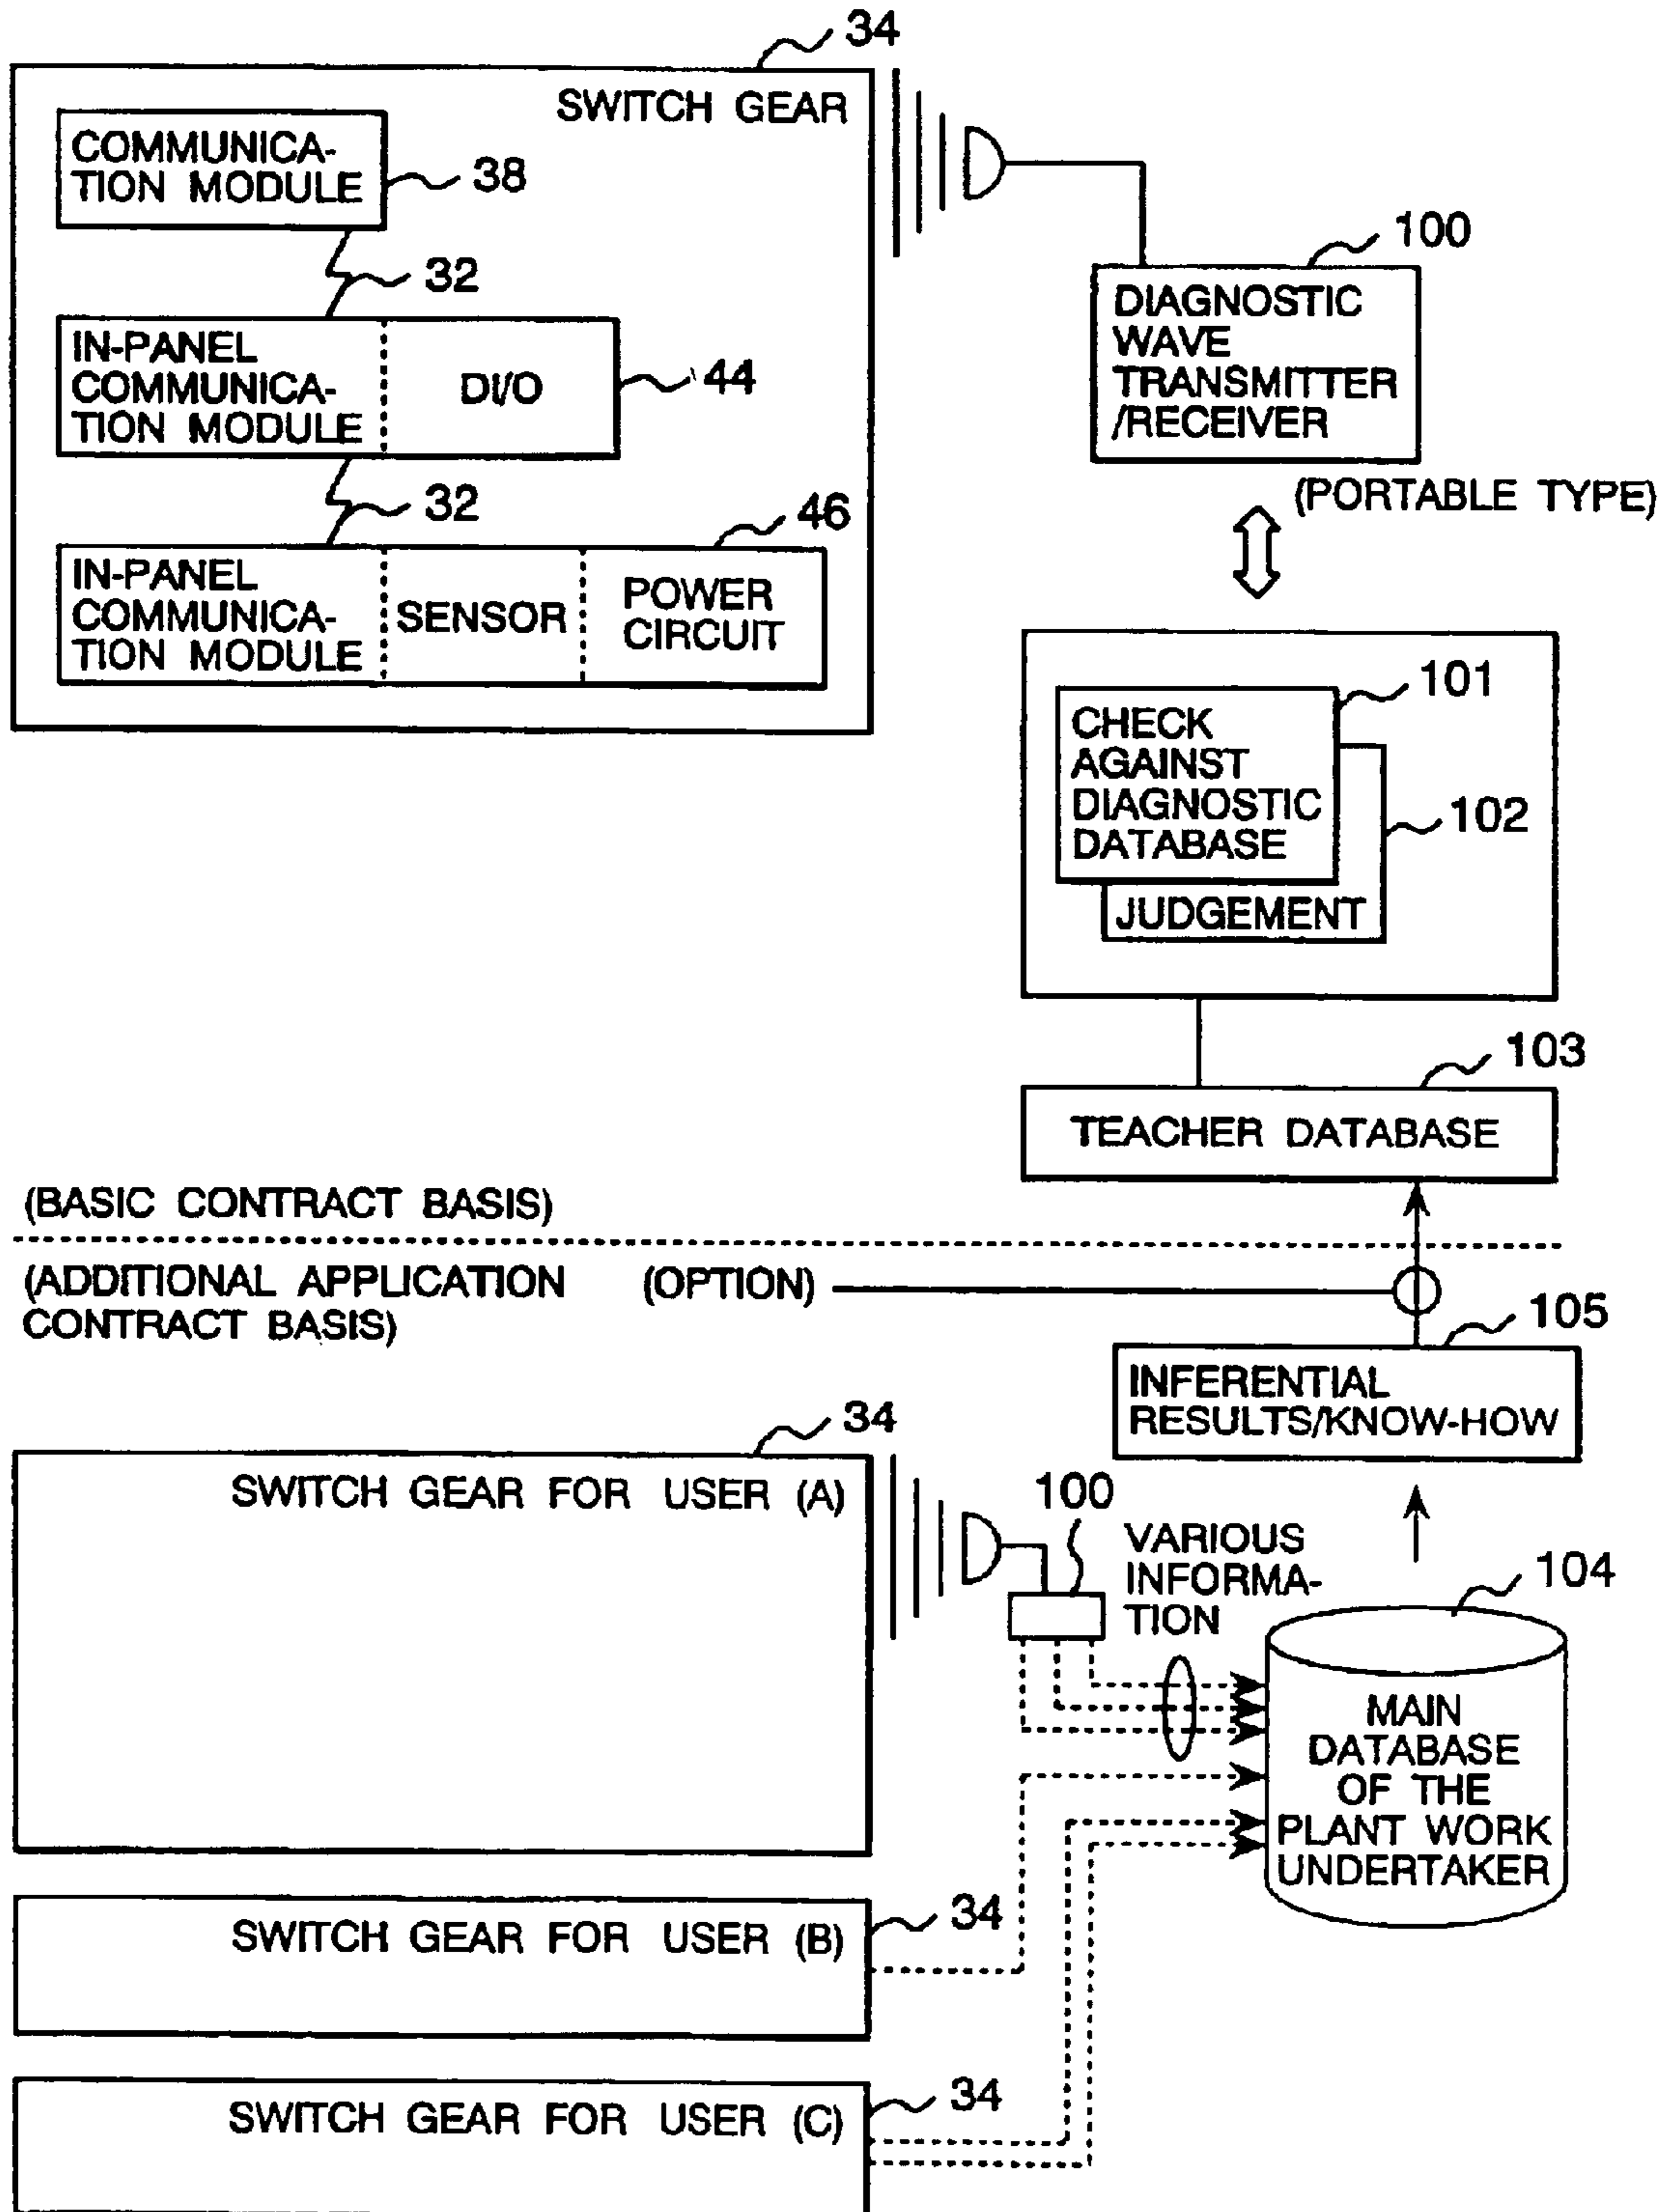 34
SWITCH GEAR
COMMUNICA-
TION MODULE
38
32
IN-PANEL
COMMUNICA-
TION MODULE
DI/O
44
32
46
IN-PANEL
COMMUNICA-
TION MODULE
SENSOR
POWER
CIRCUIT
100
DIAGNOSTIC
WAVE
TRANSMITTER
/RECEIVER
(PORTABLE TYPE)
101
CHECK
AGAINST
DIAGNOSTIC
DATABASE
102
JUDGEMENT
103
TEACHER DATABASE
(BASIC CONTRACT BASIS)
(ADDITIONAL APPLICATION
CONTRACT BASIS)
(OPTION)
105
INFERENTIAL
RESULTS/KNOW-HOW
34
SWITCH GEAR FOR USER (A)
100
VARIOUS
INFORMA-
TION
104
MAIN
DATABASE
OF THE
PLANT WORK
UNDERTAKER
34
SWITCH GEAR FOR USER (B)
34
SWITCH GEAR FOR USER (C)